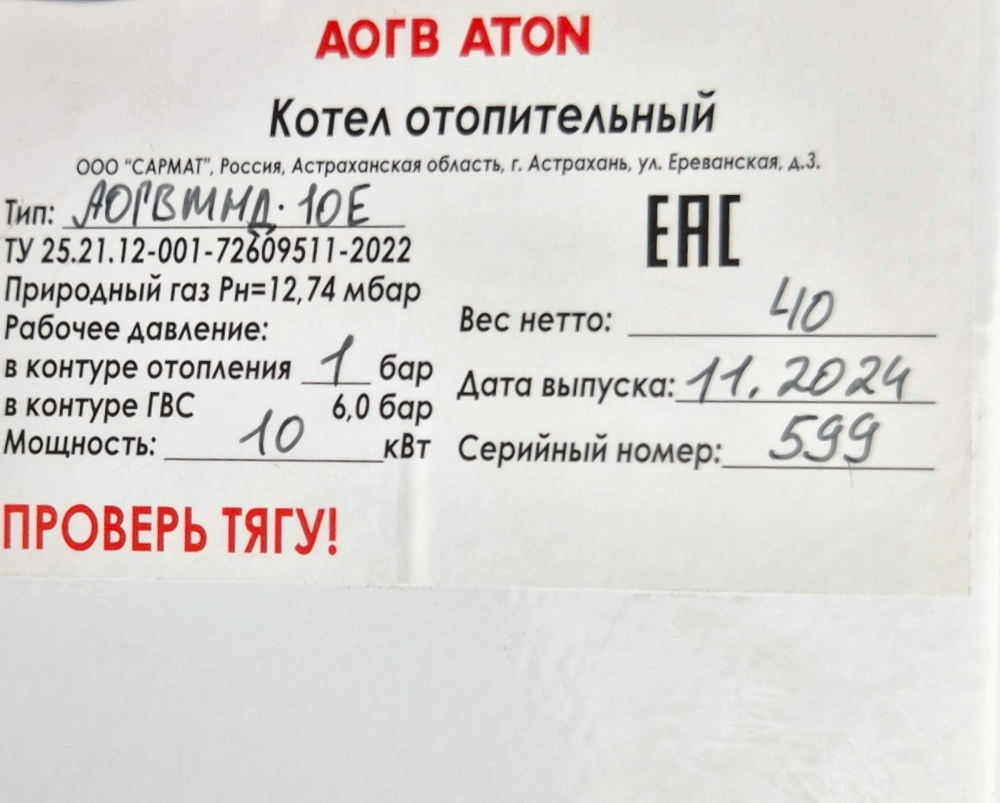 АОГВ ATON
Котел отопительный
ООО "САРМАТ", Россия, Астраханская область, г. Астрахань, ул. Ереванская, д.3.
Тип: АОГВМНД-10Е
ЕАС
ТУ 25.21.12-001-72609511-2022
Природный газ Рн=12,74 мбар
Вес нетто: 40
Рабочее давление:
в контуре отопления 1 бар
Дата выпуска: 11.2024
в контуре ГВС 6,0 бар
Мощность: 10 кВт
Серийный номер: 599
ПРОВЕРЬ ТЯГУ!